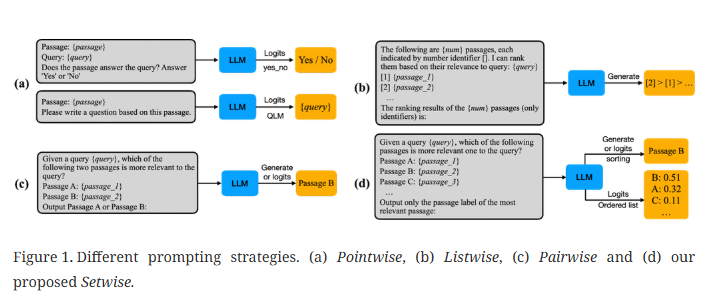 Passage: {passage}
Query: {query}
Does the passage answer the query? Answer
'Yes' or 'No'
LLM
Logits
yes_no
Yes / No
(a)
Passage: {passage}
Please write a question based on this passage.
LLM
Logits
QLM
{query}
The following are {num} passages, each
indicated by number identifier []. I can rank
them based on their relevance to query: {query}
[1] {passage_1}
[2] {passage_2}
...
The ranking results of the {num} passages (only
identifiers) is:
(b)
LLM
Generate
[2] > [1] > ...
(c)
Given a query {query}, which of the
following two passages is more relevant to the
query?
Passage A: {passage_1}
Passage B: {passage_2}
Output Passage A or Passage B:
LLM
Generate
or logits
Passage B
(d)
Given a query {query}, which of the following
passages is more relevant one to the query?
Passage A: {passage_1}
Passage B: {passage_2}
Passage C: {passage_3}
...
Output only the passage label of the most
relevant passage:
LLM
Generate
or logits
sorting
Passage B
Logits
Ordered list
B: 0.51
A: 0.32
C: 0.11
...
Figure 1. Different prompting strategies. (a) Pointwise, (b) Listwise, (c) Pairwise and (d) our
proposed Setwise.